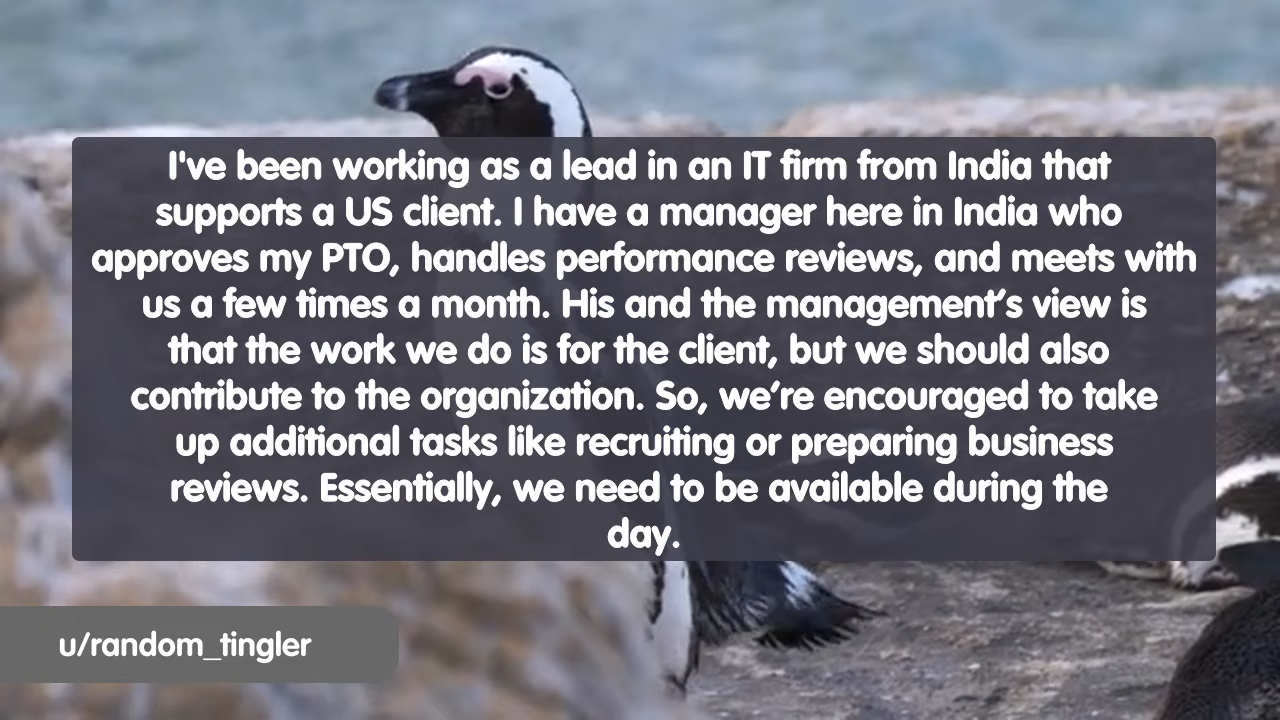 I've been working as a lead in an IT firm from India that
supports a US client. I have a manager here in India who
approves my PTO, handles performance reviews, and meets with
us a few times a month. His and the management’s view is
that the work we do is for the client, but we should also
contribute to the organization. So, we’re encouraged to take
up additional tasks like recruiting or preparing business
reviews. Essentially, we need to be available during the
day.
u/random_tingler